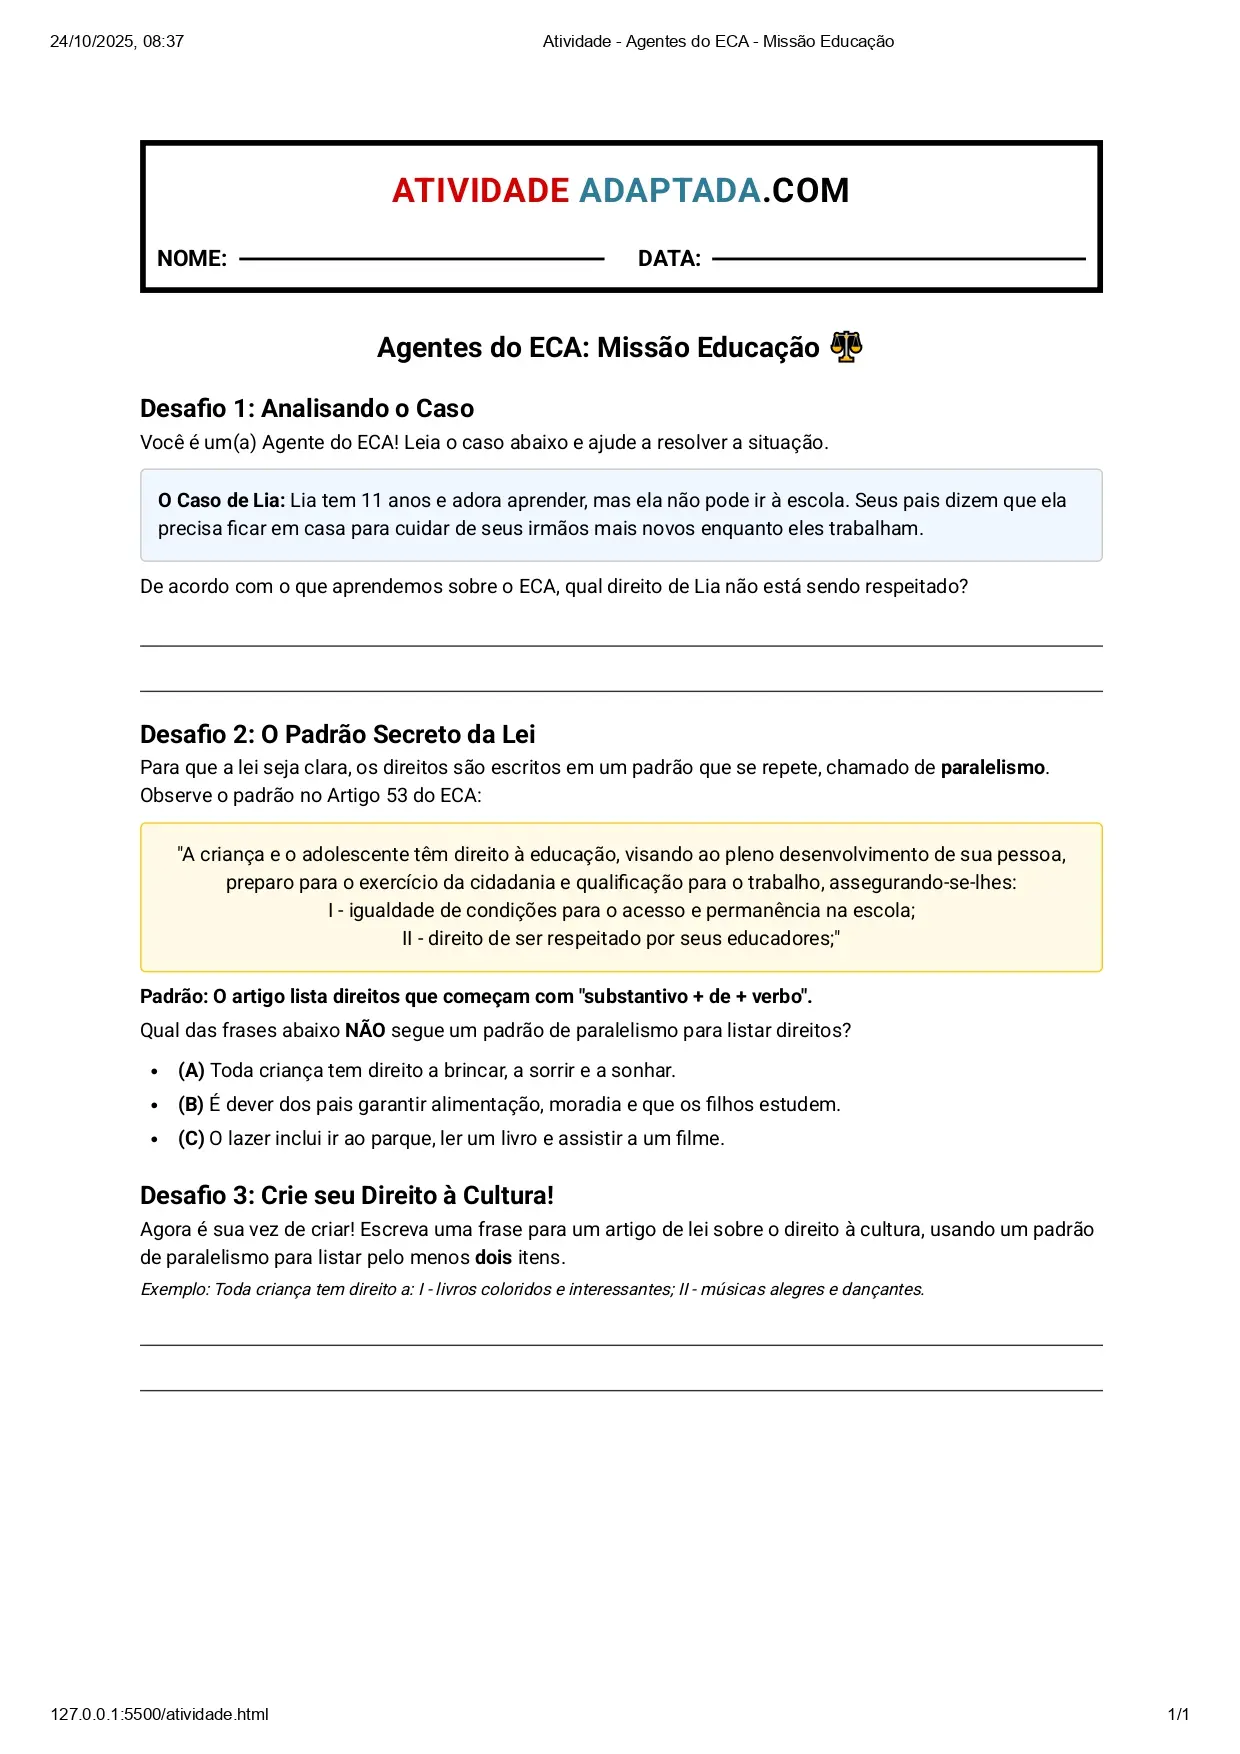 24/10/2025, 08:37
Atividade - Agentes do ECA - Missão Educação
ATIVIDADE ADAPTADA.COM
NOME:
DATA:
Agentes do ECA: Missão Educação
Desafio 1: Analisando o Caso
Você é um(a) Agente do ECA! Leia o caso abaixo e ajude a resolver a situação.
O Caso de Lia: Lia tem 11 anos e adora aprender, mas ela não pode ir à escola. Seus pais dizem que ela
precisa ficar em casa para cuidar de seus irmãos mais novos enquanto eles trabalham.
De acordo com o que aprendemos sobre o ECA, qual direito de Lia não está sendo respeitado?
Desafio 2: O Padrão Secreto da Lei
Para que a lei seja clara, os direitos são escritos em um padrão que se repete, chamado de paralelismo.
Observe o padrão no Artigo 53 do ECA:
"A criança e o adolescente têm direito à educação, visando ao pleno desenvolvimento de sua pessoa,
preparo para o exercício da cidadania e qualificação para o trabalho, assegurando-se-lhes:
I - igualdade de condições para o acesso e permanência na escola;
II - direito de ser respeitado por seus educadores;"
Padrão: O artigo lista direitos que começam com "substantivo + de + verbo".
Qual das frases abaixo NÃO segue um padrão de paralelismo para listar direitos?
• (A) Toda criança tem direito a brincar, a sorrir e a sonhar.
• (B) É dever dos pais garantir alimentação, moradia e que os filhos estudem.
• (C) O lazer inclui ir ao parque, ler um livro e assistir a um filme.
Desafio 3: Crie seu Direito à Cultura!
Agora é sua vez de criar! Escreva uma frase para um artigo de lei sobre o direito à cultura, usando um padrão
de paralelismo para listar pelo menos dois itens.
Exemplo: Toda criança tem direito a: I - livros coloridos e interessantes; II - músicas alegres e dançantes.
127.0.0.1:5500/atividade.html
1/1